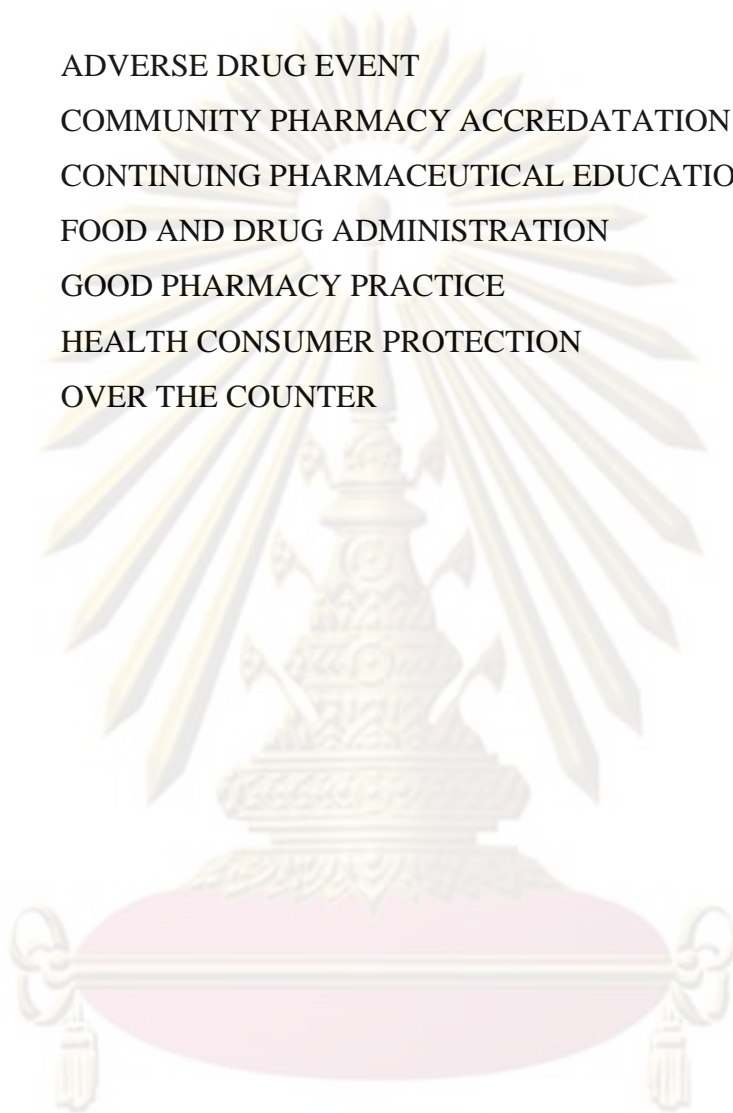 ADVERSE DRUG EVENT
COMMUNITY PHARMACY ACCREDATATION
CONTINUING PHARMACEUTICAL EDUCATIO
FOOD AND DRUG ADMINISTRATION
GOOD PHARMACY PRACTICE
HEALTH CONSUMER PROTECTION
OVER THE COUNTER